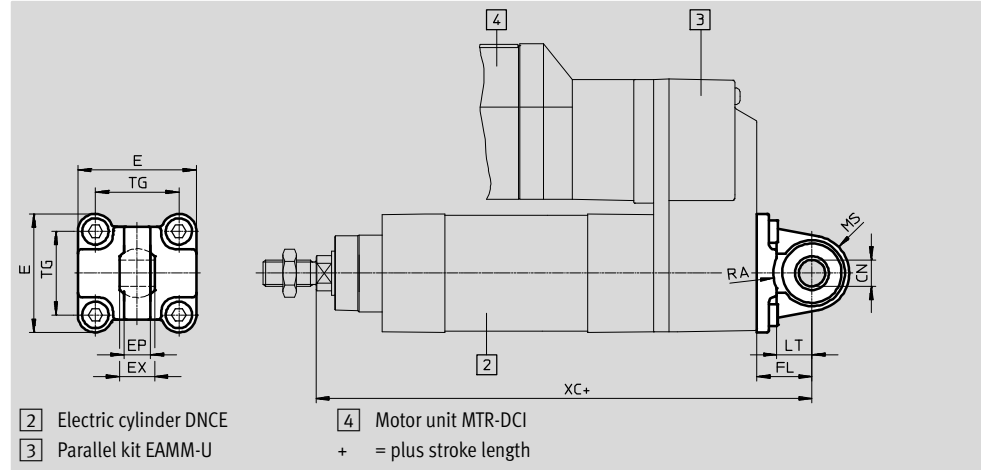 4
3
E
TG
E
TG
EP
EX
MS
RA
CN
LT
FL
2
XC+
2 Electric cylinder DNCE
3 Parallel kit EAMM-U
4 Motor unit MTR-DCI
+ = plus stroke length